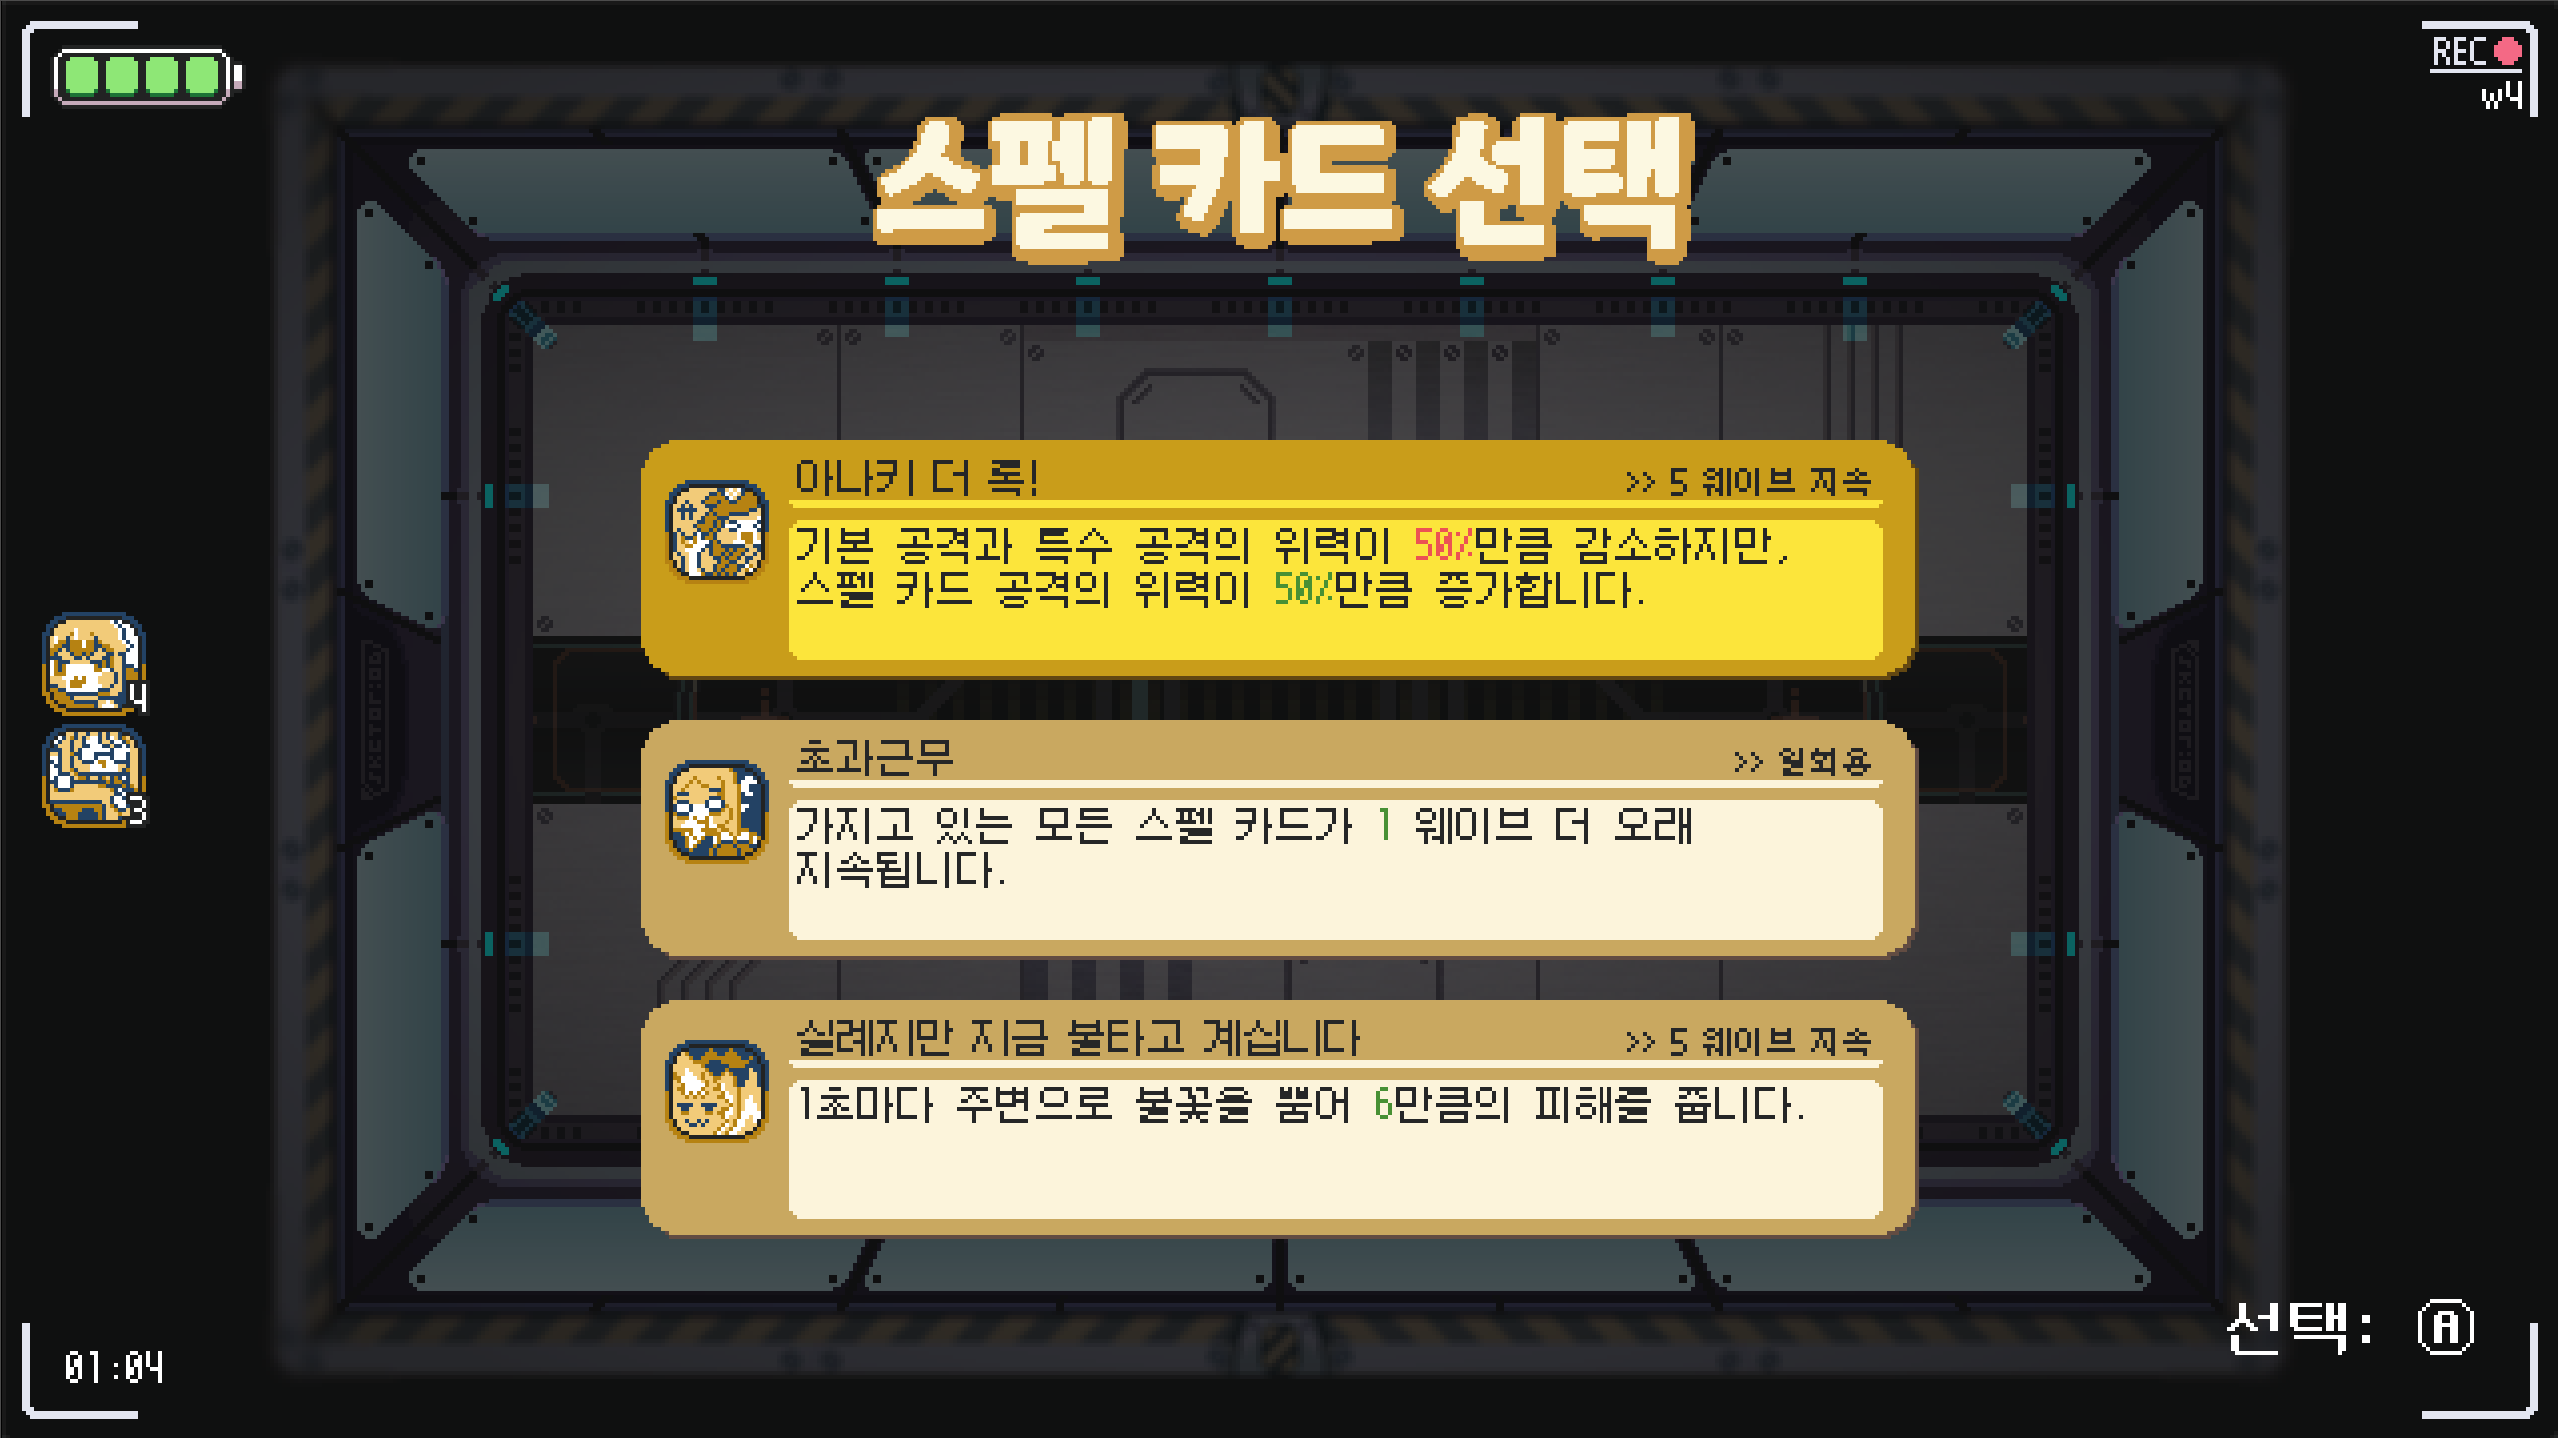 REC
w4
스펠 카드 선택
아나키 더 록!
>> 5 웨이브 지속
기본 공격과 특수 공격의 위력이 50%만큼 감소하지만,
스펠 카드 공격의 위력이 50%만큼 증가합니다.
4
3
초과근무
>> 일회용
가지고 있는 모든 스펠 카드가 1 웨이브 더 오래
지속됩니다.
실례지만 지금 불타고 계십니다
>> 5 웨이브 지속
1초마다 주변으로 불꽃을 뿜어 6만큼의 피해를 줍니다.
선택: A
01:04